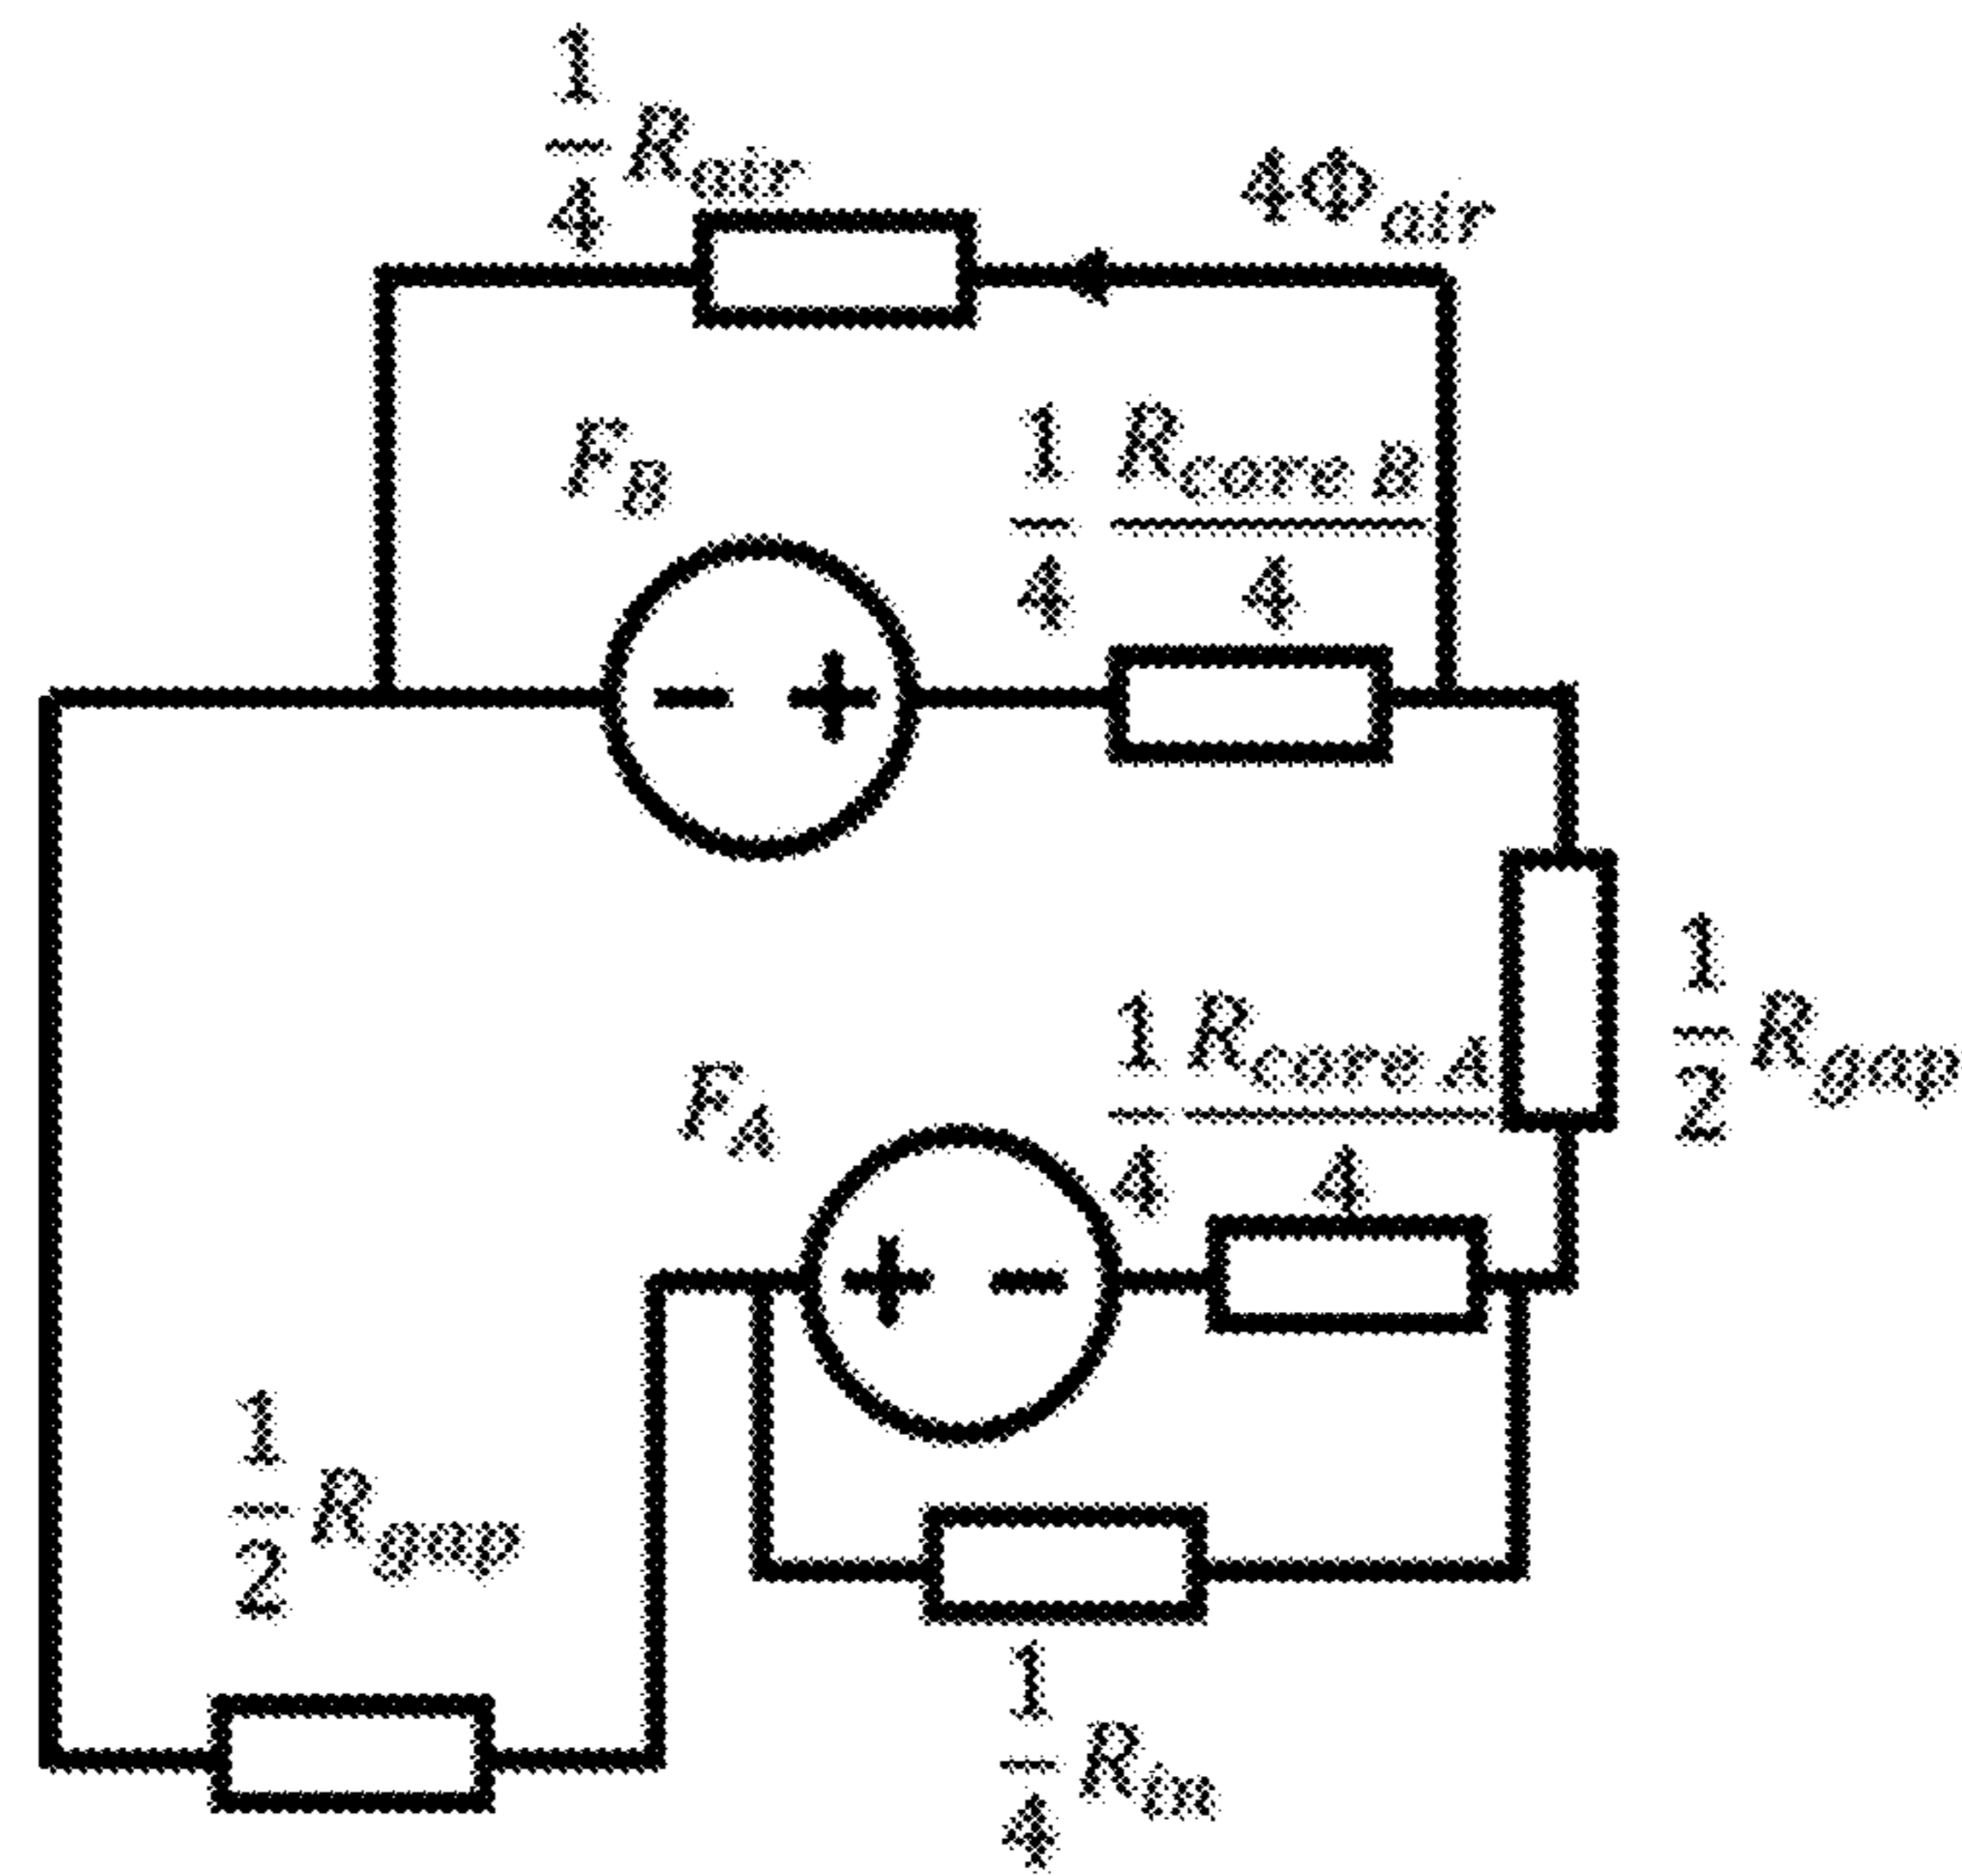 1/4 R_air
4Φ_air
F_B
1/4 R_core B/4
1/2 R_gap
F_A
1/4 R_core A/4
1/2 R_gap
1/4 R_in